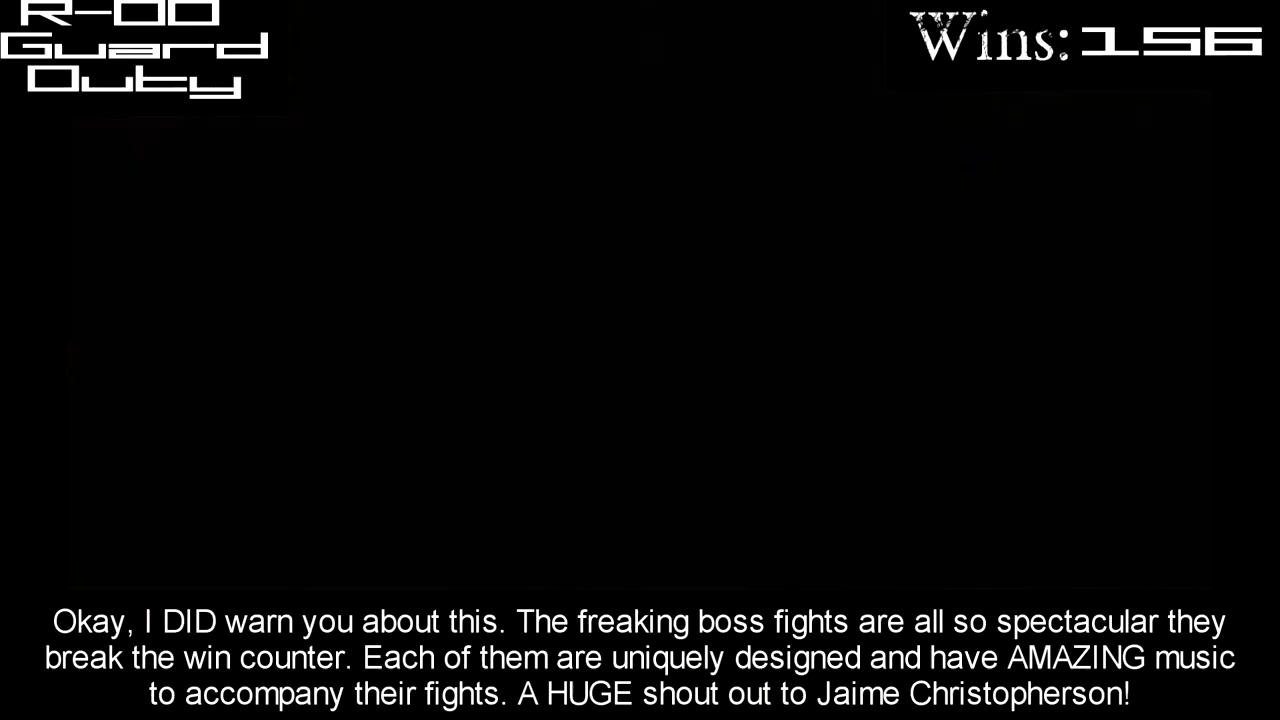 R-00
Guard
Duty
Wins: 156
Okay, I DID warn you about this. The freaking boss fights are all so spectacular they
break the win counter. Each of them are uniquely designed and have AMAZING music
to accompany their fights. A HUGE shout out to Jaime Christopherson!